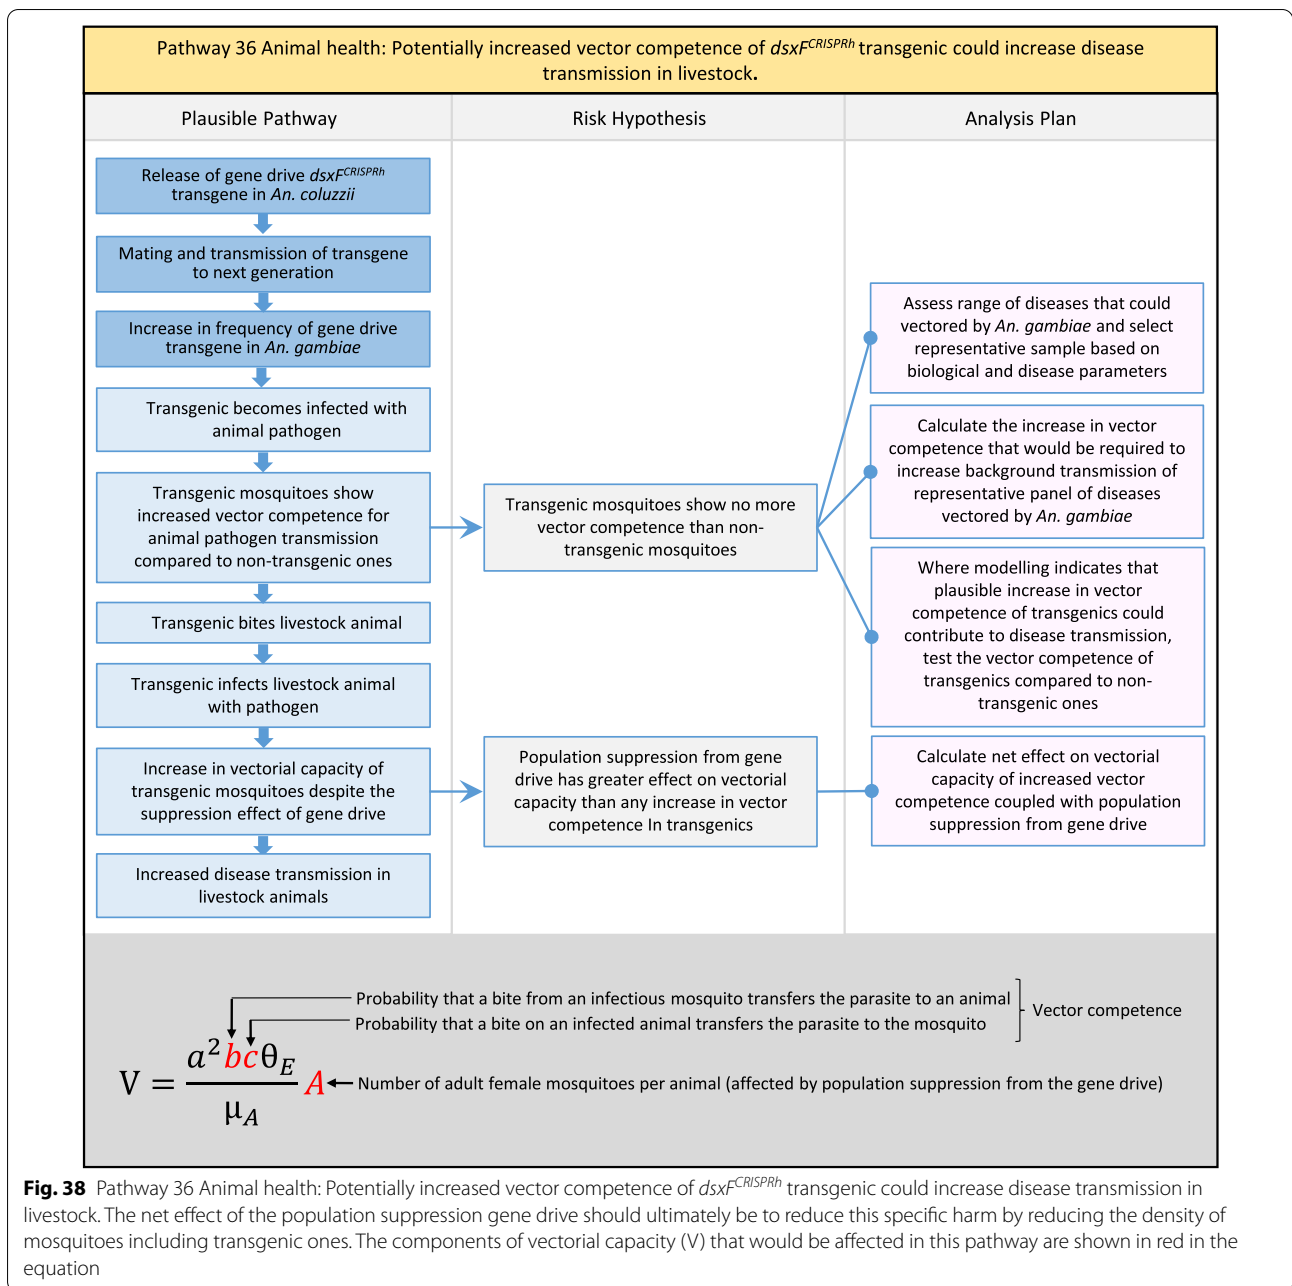 Pathway 36 Animal health: Potentially increased vector competence of dsxF^CRISPRh transgenic could increase disease
transmission in livestock.
Plausible Pathway
Risk Hypothesis
Analysis Plan
Release of gene drive dsxF^CRISPRh
transgene in An. coluzzii
Mating and transmission of transgene
to next generation
Increase in frequency of gene drive
transgene in An. gambiae
Transgenic becomes infected with
animal pathogen
Transgenic mosquitoes show
increased vector competence for
animal pathogen transmission
compared to non-transgenic ones
Transgenic bites livestock animal
Transgenic infects livestock animal
with pathogen
Increase in vectorial capacity of
transgenic mosquitoes despite the
suppression effect of gene drive
Increased disease transmission in
livestock animals
Transgenic mosquitoes show no more
vector competence than non-
transgenic mosquitoes
Population suppression from gene
drive has greater effect on vectorial
capacity than any increase in vector
competence In transgenics
Assess range of diseases that could
vectored by An. gambiae and select
representative sample based on
biological and disease parameters
Calculate the increase in vector
competence that would be required to
increase background transmission of
representative panel of diseases
vectored by An. gambiae
Where modelling indicates that
plausible increase in vector
competence of transgenics could
contribute to disease transmission,
test the vector competence of
transgenics compared to non-
transgenic ones
Calculate net effect on vectorial
capacity of increased vector
competence coupled with population
suppression from gene drive
Probability that a bite from an infectious mosquito transfers the parasite to an animal
Probability that a bite on an infected animal transfers the parasite to the mosquito
Vector competence
V = a²bcθ_E / μ_A A
Number of adult female mosquitoes per animal (affected by population suppression from the gene drive)
Fig. 38 Pathway 36 Animal health: Potentially increased vector competence of dsxF^CRISPRh transgenic could increase disease transmission in
livestock. The net effect of the population suppression gene drive should ultimately be to reduce this specific harm by reducing the density of
mosquitoes including transgenic ones. The components of vectorial capacity (V) that would be affected in this pathway are shown in red in the
equation